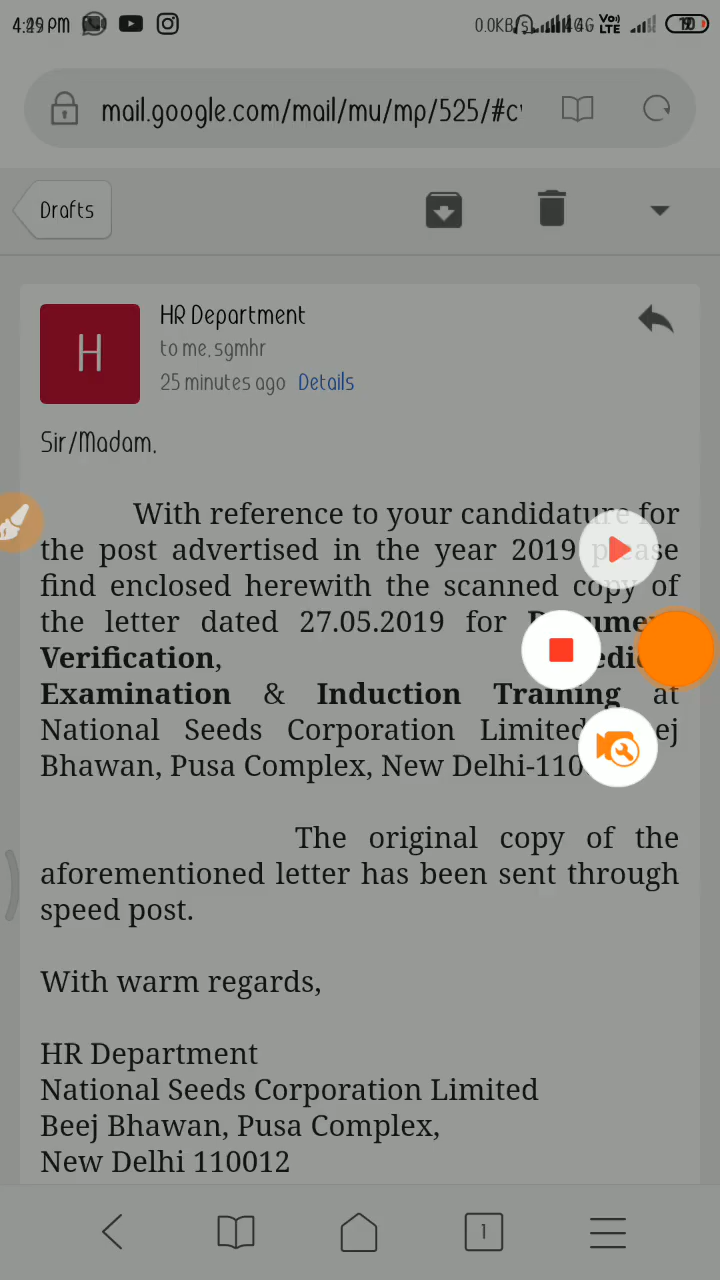 PM
0.0KB/s
4G
Vo) LTE
mail.google.com/mail/mu/mp/525/#c
Drafts
H
HR Department
to me, sgmhr
25 minutes ago Details
Sir/Madam,
With reference to your candidature for
the post advertised in the year 2019
find enclosed herewith the scanned copy of
the letter dated 27.05.2019 for
Verification,
Examination & Induction Training at
National Seeds Corporation Limited
Bhawan, Pusa Complex, New Delhi-110
The original copy of the
aforementioned letter has been sent through
speed post.
With warm regards,
HR Department
National Seeds Corporation Limited
Beej Bhawan, Pusa Complex,
New Delhi 110012
1